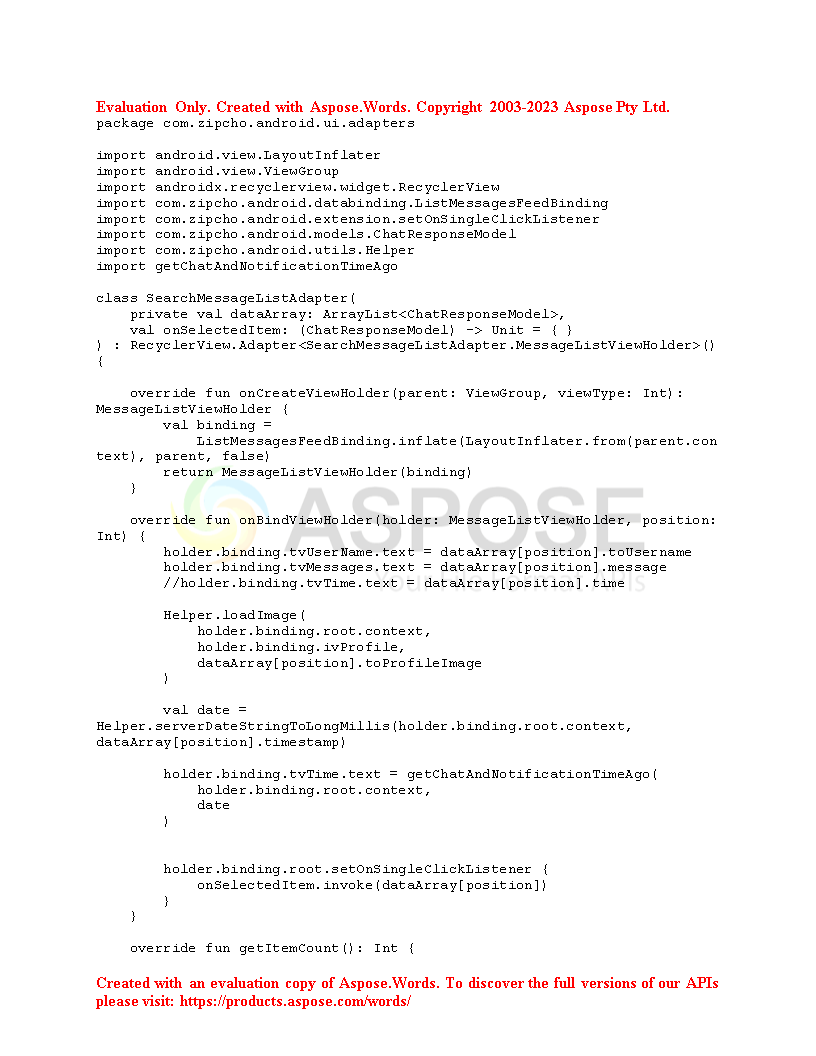 Evaluation Only. Created with Aspose.Words. Copyright 2003-2023 Aspose Pty Ltd.
package com.zipcho.android.ui.adapters

import android.view.LayoutInflater
import android.view.ViewGroup
import androidx.recyclerview.widget.RecyclerView
import com.zipcho.android.databinding.ListMessagesFeedBinding
import com.zipcho.android.extension.setOnSingleClickListener
import com.zipcho.android.models.ChatResponseModel
import com.zipcho.android.utils.Helper
import getChatAndNotificationTimeAgo

class SearchMessageListAdapter(
    private val dataArray: ArrayList<ChatResponseModel>,
    val onSelectedItem: (ChatResponseModel) -> Unit = { }
) : RecyclerView.Adapter<SearchMessageListAdapter.MessageListViewHolder>()
{

    override fun onCreateViewHolder(parent: ViewGroup, viewType: Int):
MessageListViewHolder {
        val binding =
            ListMessagesFeedBinding.inflate(LayoutInflater.from(parent.con
text), parent, false)
        return MessageListViewHolder(binding)
    }
ASPOSE

    override fun onBindViewHolder(holder: MessageListViewHolder, position:
Int) {
        holder.binding.tvUserName.text = dataArray[position].toUsername
        holder.binding.tvMessages.text = dataArray[position].message
        //holder.binding.tvTime.text = dataArray[position].time

        Helper.loadImage(
            holder.binding.root.context,
            holder.binding.ivProfile,
            dataArray[position].toProfileImage
        )

        val date =
Helper.serverDateStringToLongMillis(holder.binding.root.context,
dataArray[position].timestamp)

        holder.binding.tvTime.text = getChatAndNotificationTimeAgo(
            holder.binding.root.context,
            date
        )


        holder.binding.root.setOnSingleClickListener {
            onSelectedItem.invoke(dataArray[position])
        }
    }

    override fun getItemCount(): Int {

Created with an evaluation copy of Aspose.Words. To discover the full versions of our APIs
please visit: https://products.aspose.com/words/